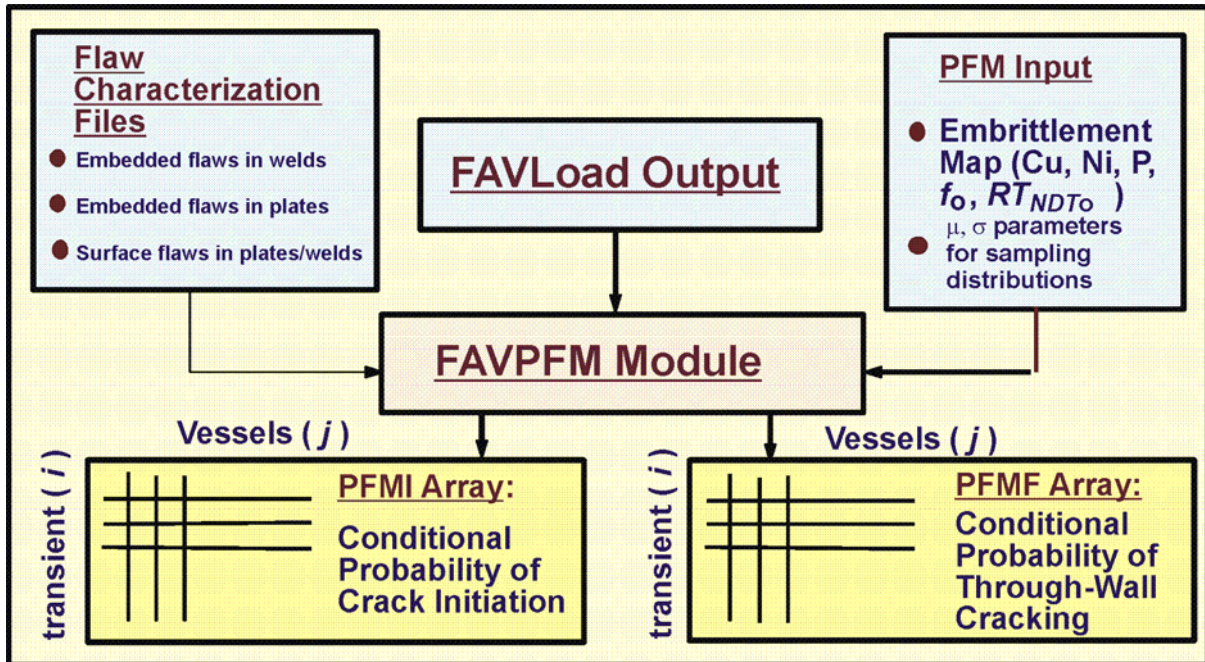 Flaw
Characterization
Files
Embedded flaws in welds
Embedded flaws in plates
Surface flaws in plates/welds
FAVLoad Output
PFM Input
Embrittlement
Map (Cu, Ni, P,
fo, RTNDTo )
μ, σ parameters
for sampling
distributions
FAVPFM Module
Vessels ( j )
transient ( i )
PFMI Array:
Conditional
Probability of
Crack Initiation
Vessels ( j )
transient ( i )
PFMF Array:
Conditional
Probability of
Through-Wall
Cracking